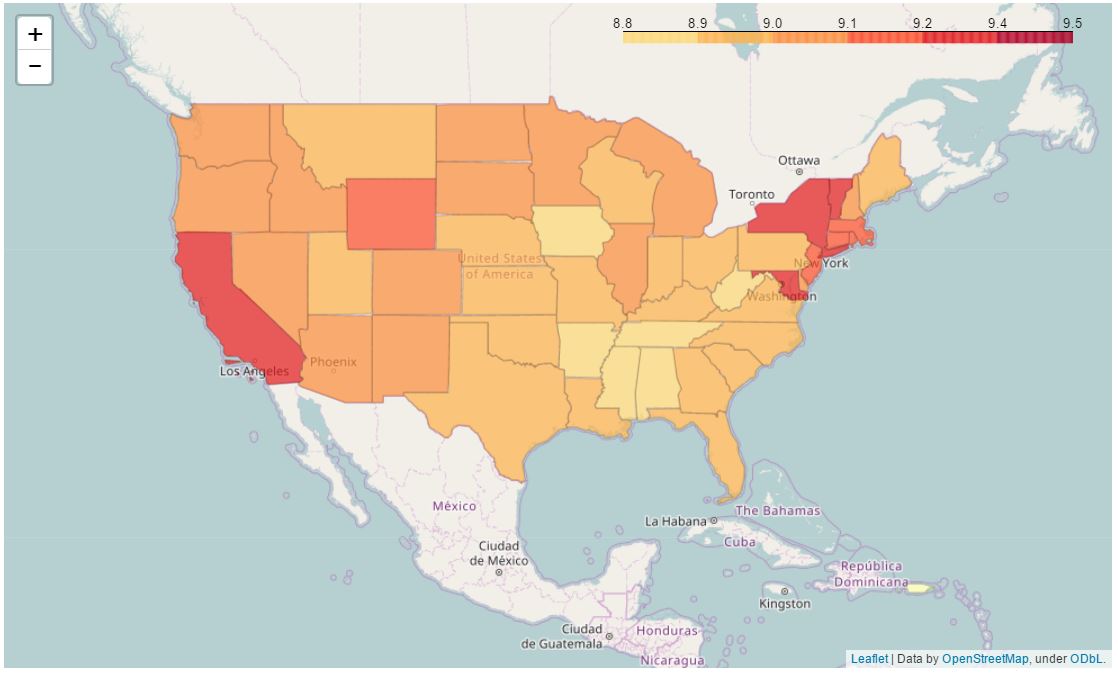 +
−
8.8 8.9 9.0 9.1 9.2 9.4 9.5
Ottawa
Toronto
United States
of America
New York
Washington
Phoenix
Los Angeles
México
La Habana
The Bahamas
Cuba
Ciudad
de México
República
Dominicana
Kingston
Ciudad
de Guatemala
Honduras
Nicaragua
Leaflet | Data by OpenStreetMap, under ODbL.